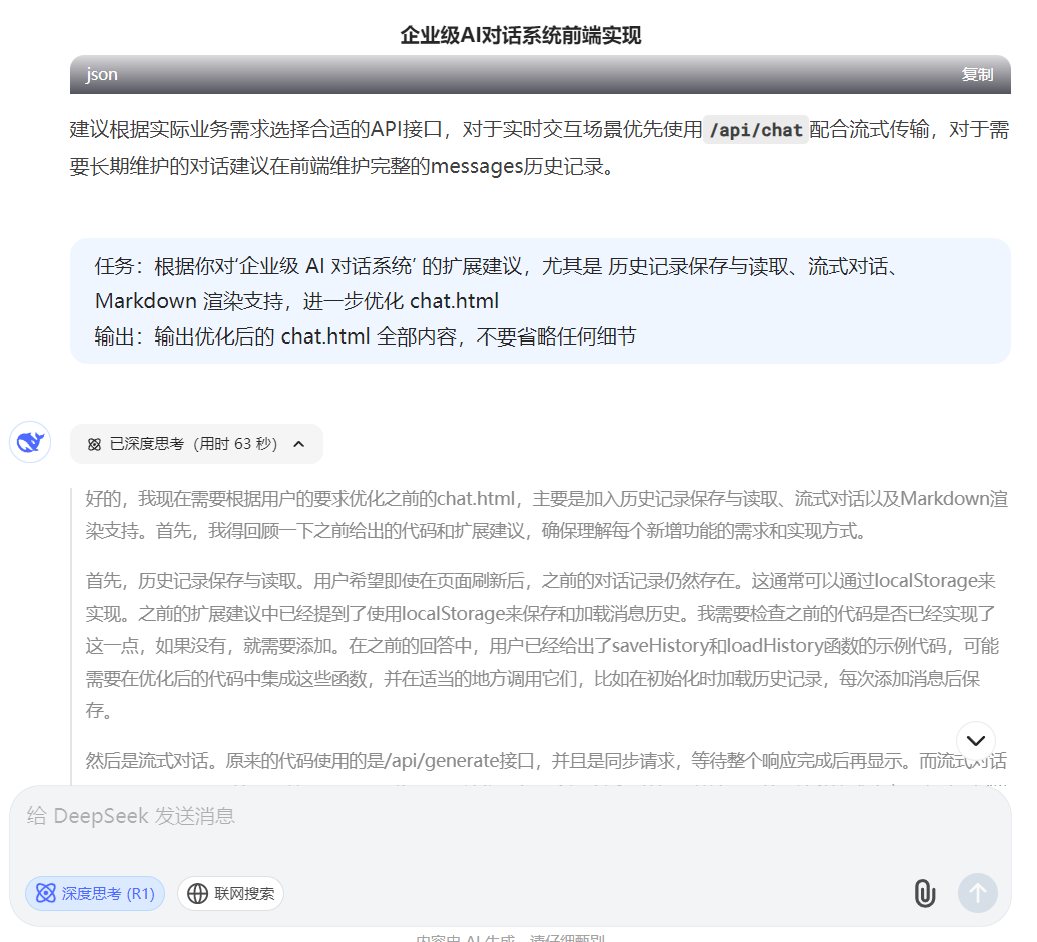 企业级AI对话系统前端实现
json 复制
建议根据实际业务需求选择合适的API接口，对于实时交互场景优先使用 /api/chat 配合流式传输，对于需
要长期维护的对话建议在前端维护完整的messages历史记录。
任务：根据你对‘企业级 AI 对话系统’ 的扩展建议，尤其是 历史记录保存与读取、流式对话、
Markdown 渲染支持，进一步优化 chat.html
输出：输出优化后的 chat.html 全部内容，不要省略任何细节
已深度思考（用时 63 秒）
好的，我现在需要根据用户的要求优化之前的chat.html，主要是加入历史记录保存与读取、流式对话以及Markdown渲
染支持。首先，我得回顾一下之前给出的代码和扩展建议，确保理解每个新增功能的需求和实现方式。
首先，历史记录保存与读取。用户希望即使在页面刷新后，之前的对话记录仍然存在。这通常可以通过localStorage来
实现。之前的扩展建议中已经提到了使用localStorage来保存和加载消息历史。我需要检查之前的代码是否已经实现了
这一点，如果没有，就需要添加。在之前的回答中，用户已经给出了saveHistory和loadHistory函数的示例代码，可能
需要在优化后的代码中集成这些函数，并在适当的地方调用它们，比如在初始化时加载历史记录，每次添加消息后保
存。
然后是流式对话。原来的代码使用的是/api/generate接口，并且是同步请求，等待整个响应完成后再显示。而流式对话
给 DeepSeek 发送消息
深度思考 (R1) 联网搜索
内容由 AI 生成，请仔细甄别